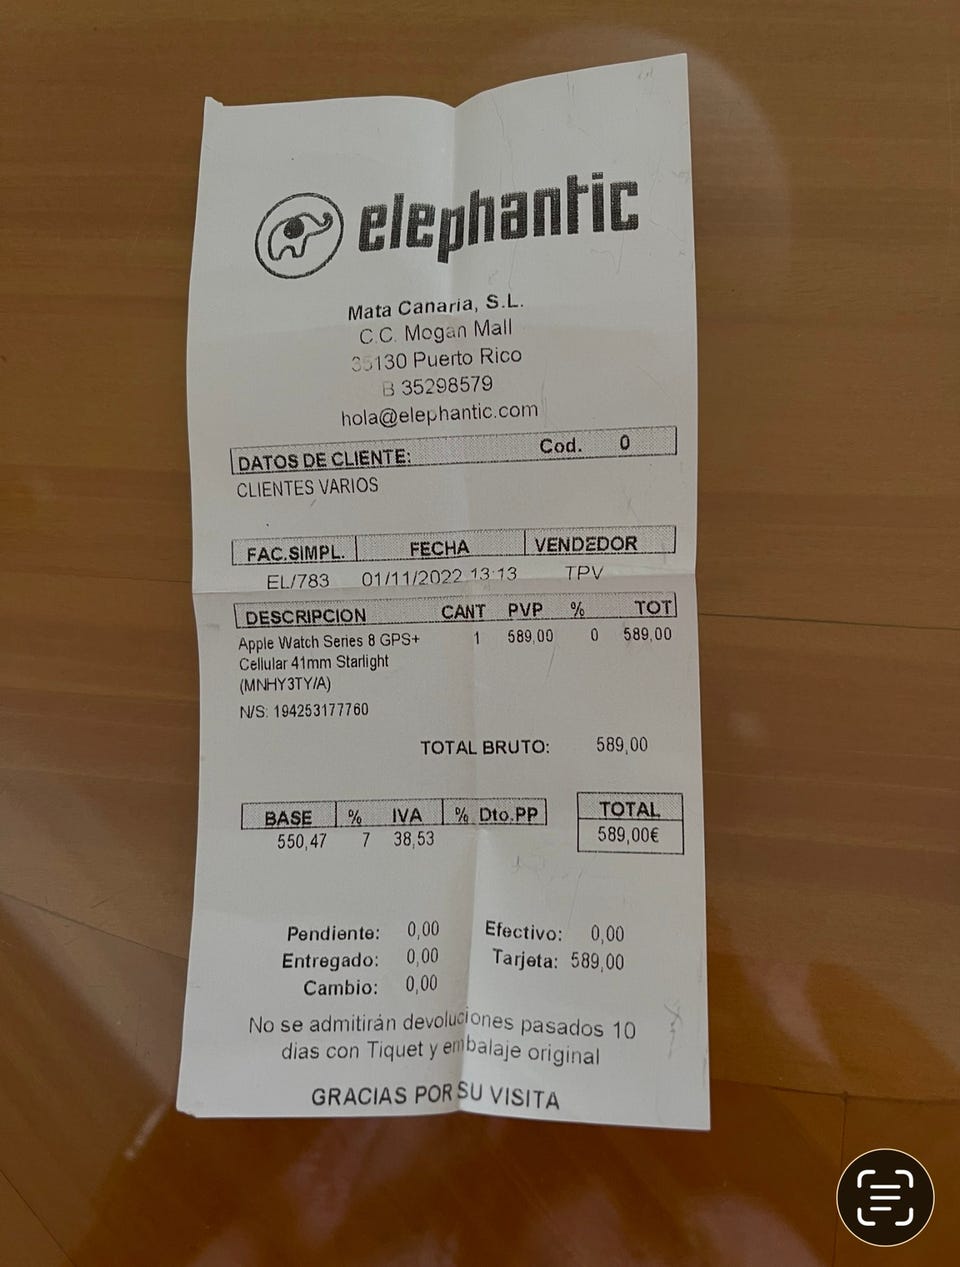 elephantic
Mata Canaria, S.L.
C.C. Mogan Mall
35130 Puerto Rico
B 35298579
hola@elephantic.com
DATOS DE CLIENTE: Cod. 0
CLIENTES VARIOS
FAC.SIMPL. FECHA VENDEDOR
EL/783 01/11/2022 13:13 TPV
DESCRIPCION CANT PVP % TOT
Apple Watch Series 8 GPS+ 1 589,00 0 589,00
Cellular 41mm Starlight
(MNHY3TY/A)
N/S: 194253177760
TOTAL BRUTO: 589,00
BASE % IVA % Dto.PP TOTAL
550,47 7 38,53 589,00€
Pendiente: 0,00 Efectivo: 0,00
Entregado: 0,00 Tarjeta: 589,00
Cambio: 0,00
No se admitirán devoluciones pasados 10
dias con Tiquet y embalaje original
GRACIAS POR SU VISITA